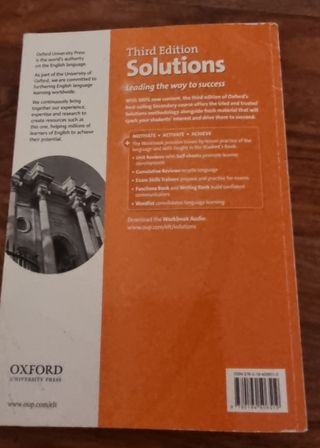 Oxford University Press
is the world's authority
on the English language.
As part of the University of
Oxford, we are committed to
furthering English language
learning worldwide.
We continuously bring
together our experience,
expertise and research to
create resources such as
this one, helping millions of
learners of English to achieve
their potential.
OXFORD
UNIVERSITY PRESS
www.oup.com/elt
Third Edition
Solutions
Leading the way to success
With 100% new content, the third edition of Oxford's
best-selling Secondary course offers the tried and trusted
Solutions methodology alongside fresh material that will
spark your students' interest and drive them to succeed.
MOTIVATE • ACTIVATE • ACHIEVE
The Workbook provides lesson-by-lesson practice of the
language and skills taught in the Student's Book.
• Unit Reviews with Self-checks promote learner
development
• Cumulative Reviews recycle language
• Exam Skills Trainers prepare and practise for exams
• Functions Bank and Writing Bank build confident
communicators
• Wordlist consolidates language learning
Download the Workbook Audio:
www.oup.com/elt/solutions